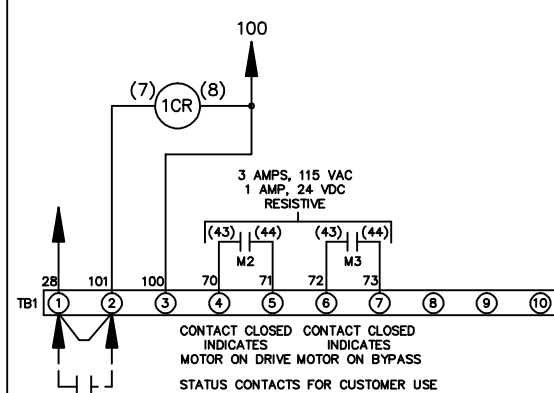 100
(7) 1CR (8)
3 AMPS, 115 VAC
1 AMP, 24 VDC
RESISTIVE
(43) (44) (43) (44)
M2 M3
28 101 100 70 71 72 73
TB1 1 2 3 4 5 6 7 8 9 10
CONTACT CLOSED CONTACT CLOSED
INDICATES INDICATES
MOTOR ON DRIVE MOTOR ON BYPASS
STATUS CONTACTS FOR CUSTOMER USE